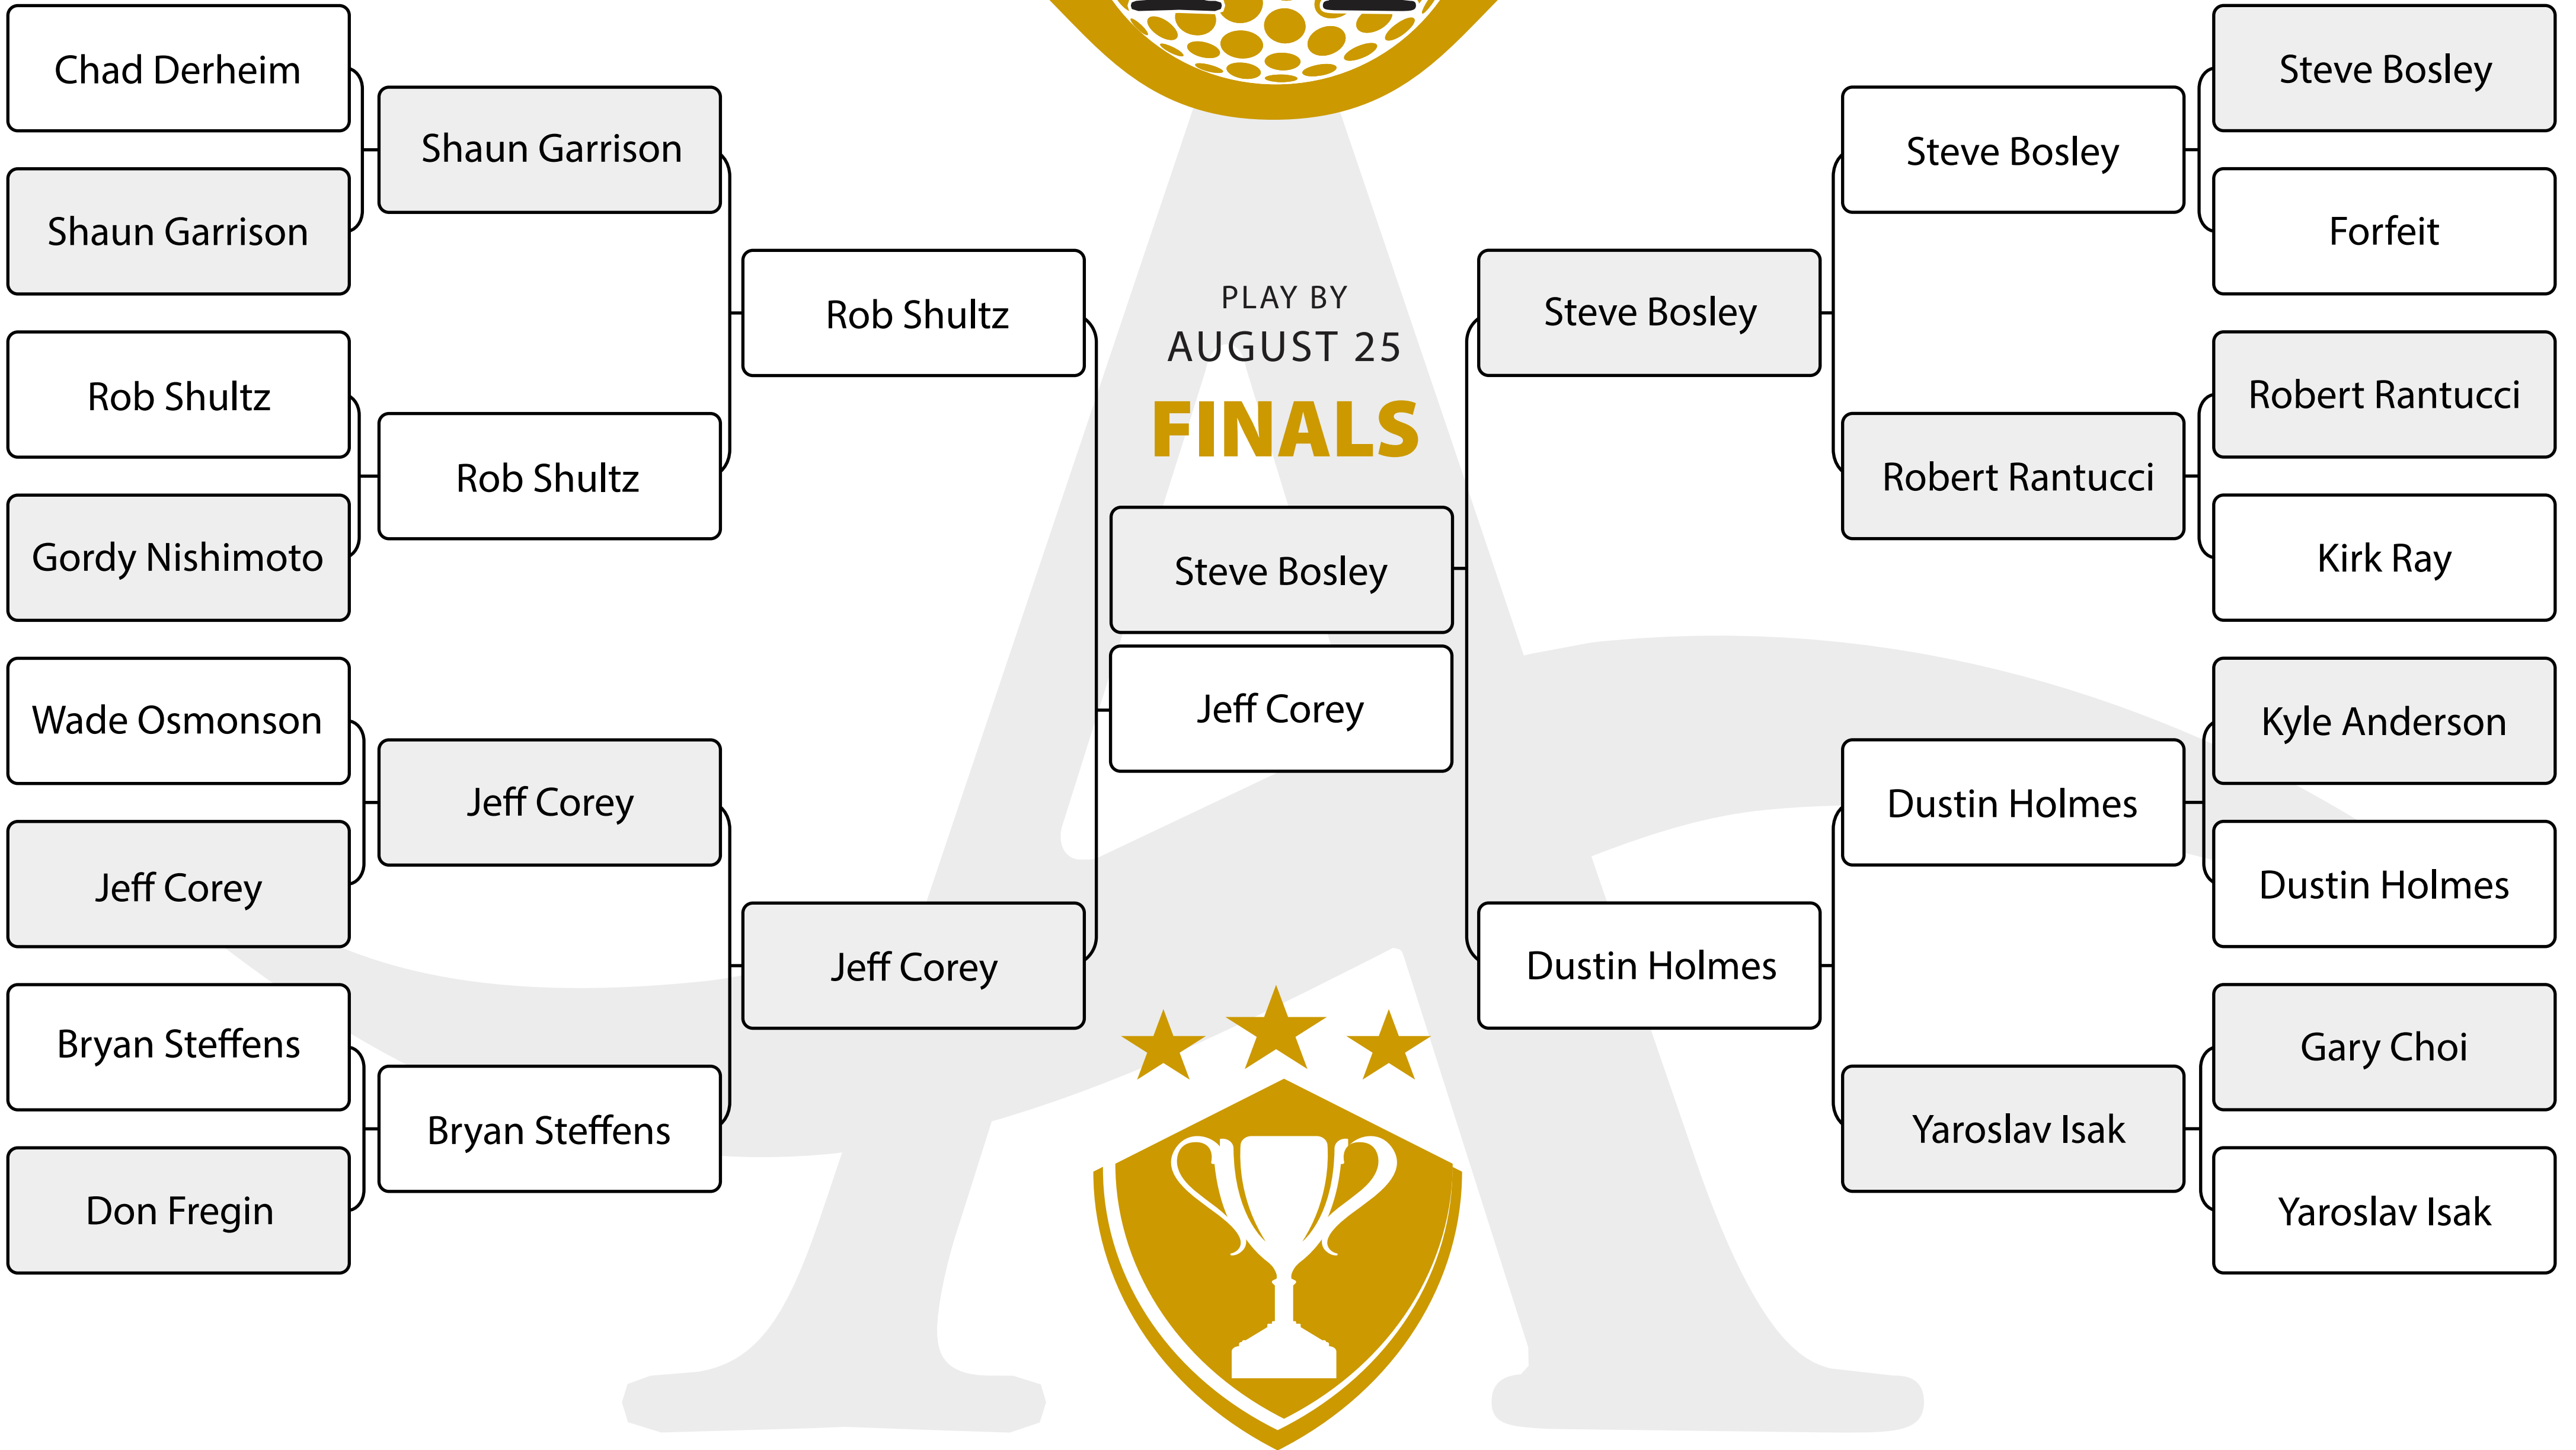 Chad Derheim
Shaun Garrison
Rob Shultz
Gordy Nishimoto
Wade Osmonson
Jeff Corey
Bryan Steffens
Don Fregin
Shaun Garrison
Rob Shultz
Jeff Corey
Bryan Steffens
Rob Shultz
Jeff Corey
PLAY BY
AUGUST 25
FINALS
Steve Bosley
Jeff Corey
Steve Bosley
Dustin Holmes
Steve Bosley
Robert Rantucci
Dustin Holmes
Yaroslav Isak
Steve Bosley
Forfeit
Robert Rantucci
Kirk Ray
Kyle Anderson
Dustin Holmes
Gary Choi
Yaroslav Isak